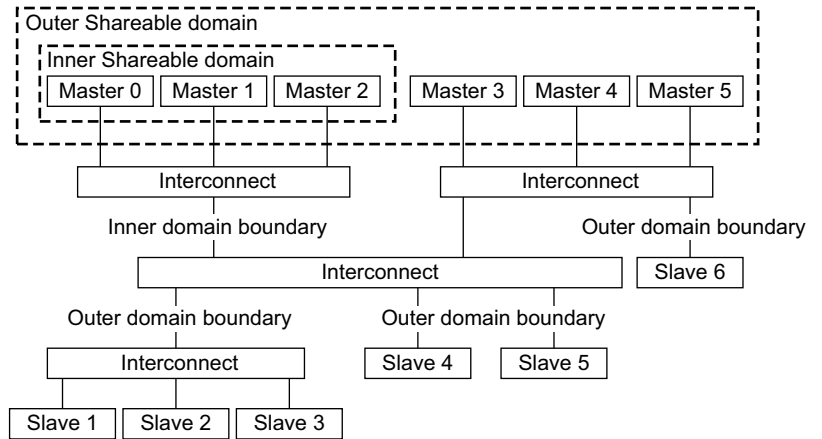 Outer Shareable domain
Inner Shareable domain
Master 0 Master 1 Master 2 Master 3 Master 4 Master 5
Interconnect Interconnect
Inner domain boundary Outer domain boundary
Interconnect Slave 6
Outer domain boundary Outer domain boundary
Interconnect Slave 4 Slave 5
Slave 1 Slave 2 Slave 3